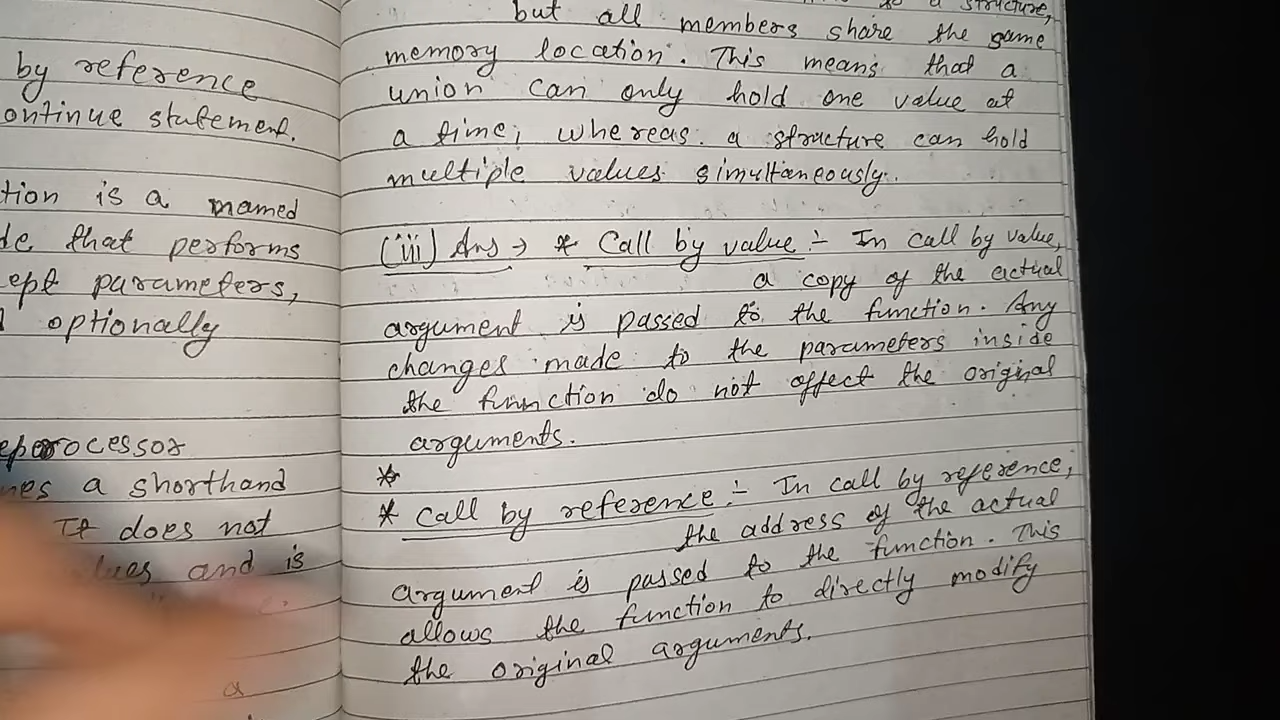 by reference
ontinue statement.
tion is a named
de that performs
ept parameters,
optionally
eprocessor
nes a shorthand
It does not
lues and is
a
to a structure,
but all members share the same
memory location. This means that a
union can only hold one value at
a time; whereas. a structure can hold
multiple values simultaneously.
(iii) Ans → * Call by value :- In call by value,
a copy of the actual
argument is passed to the function. Any
changes made to the parameters inside
the function do not affect the original
arguments.
*
* Call by reference :- In call by reference,
the address of the actual
argument is passed to the function. This
allows the function to directly modify
the original arguments.